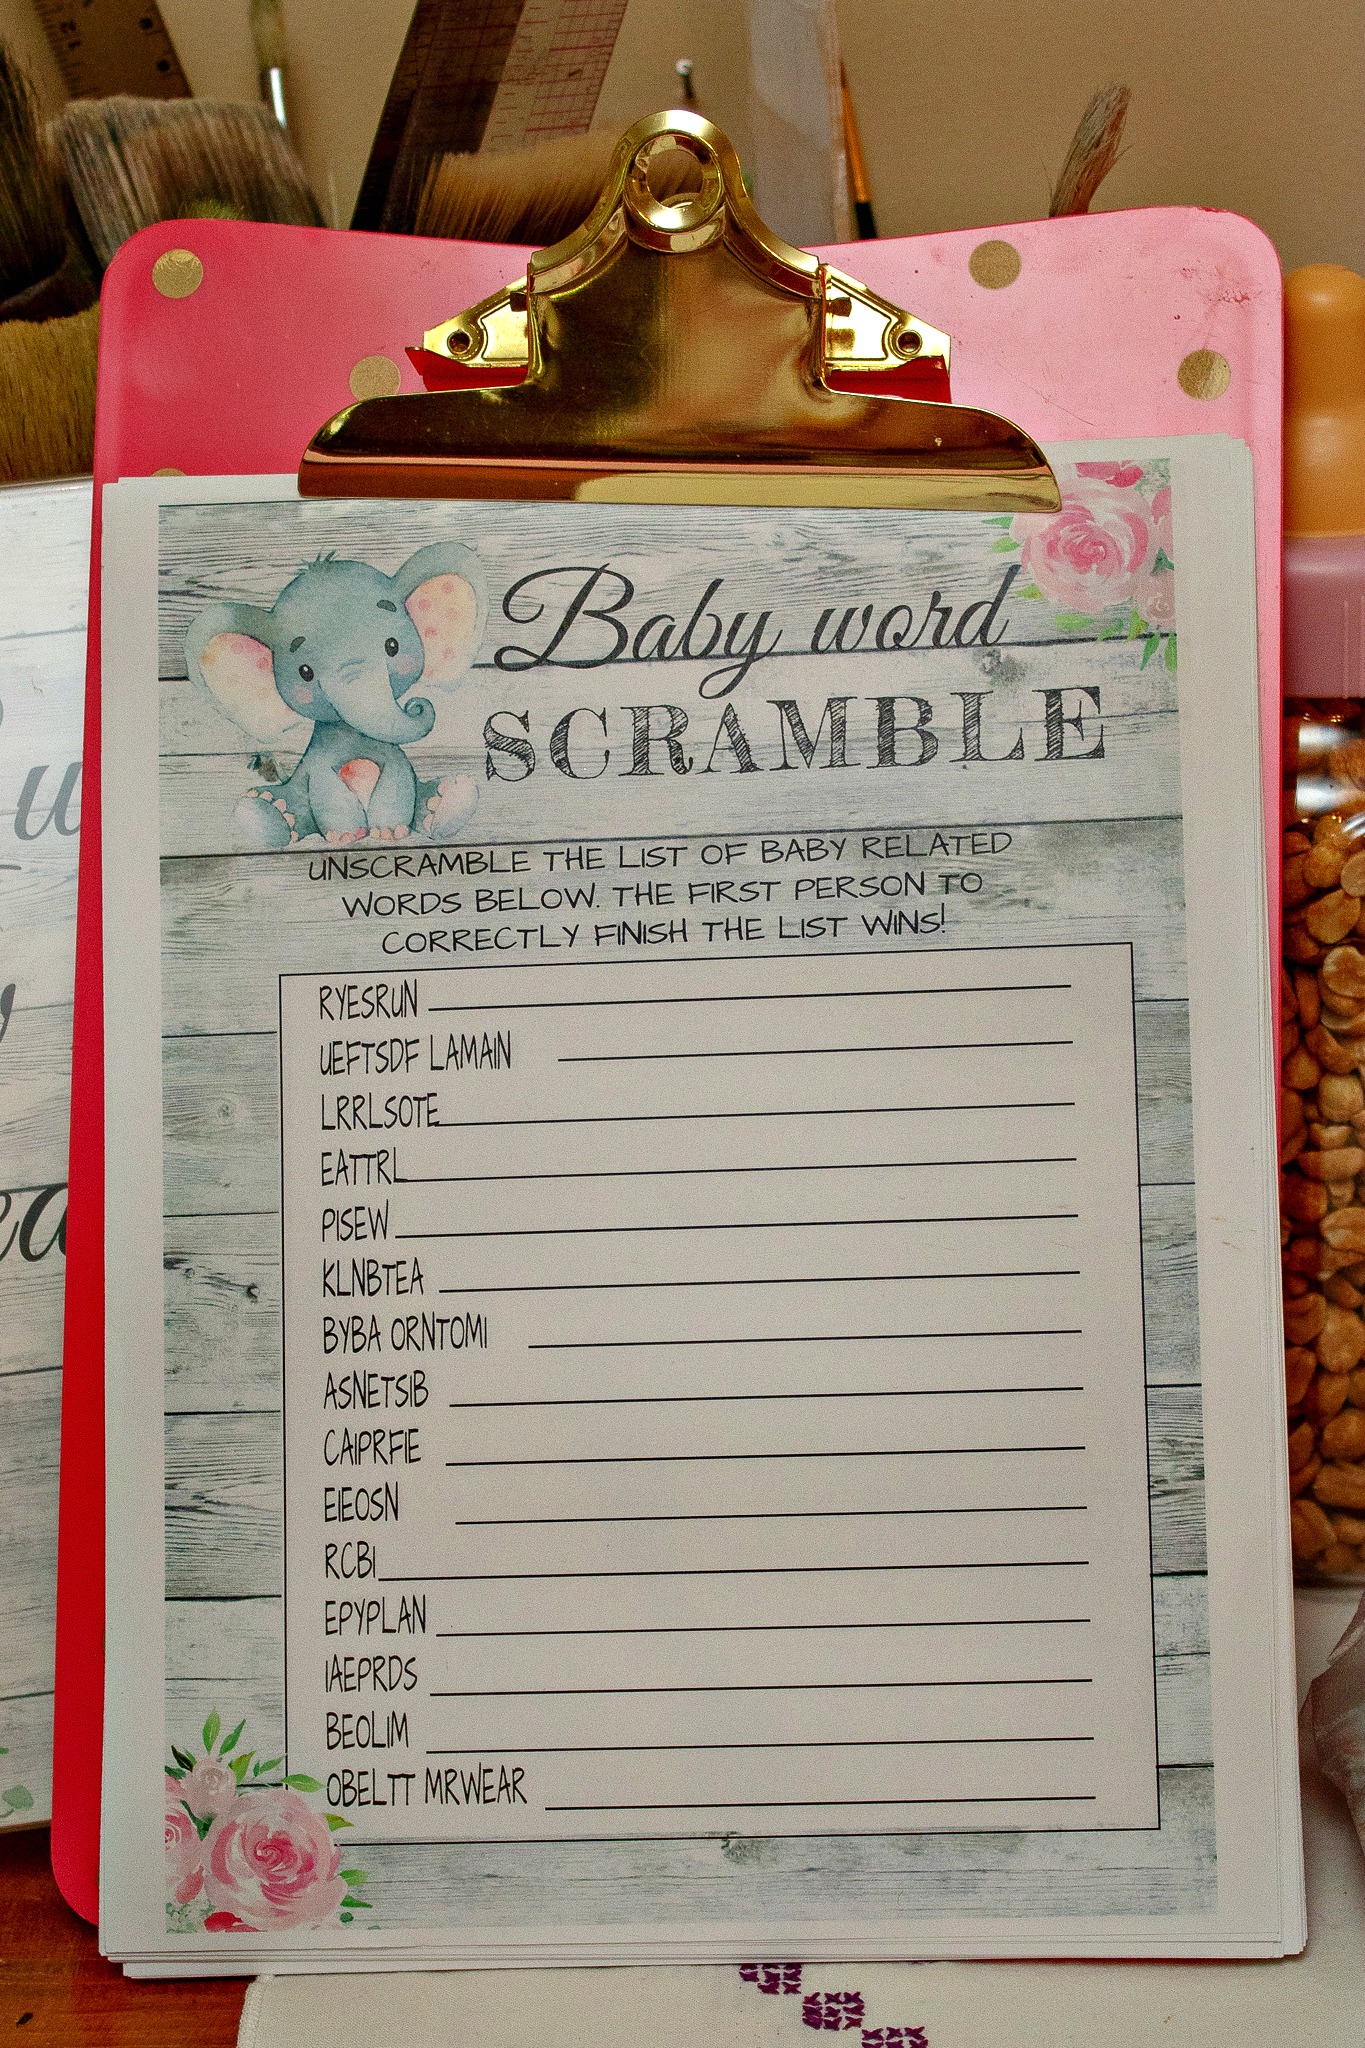 Baby word
SCRAMBLE
UNSCRAMBLE THE LIST OF BABY RELATED
WORDS BELOW. THE FIRST PERSON TO
CORRECTLY FINISH THE LIST WINS!
RYESRUN
UEFTSDF LAMAIN
LRRLSOTE
EATTRL
PISEW
KLNBTEA
BYBA ORNTOMI
ASNETSIB
CAIPRFIE
EIEOSN
RCBI
EPYPLAN
IAEPRDS
BEOLIM
OBELTT MRWEAR